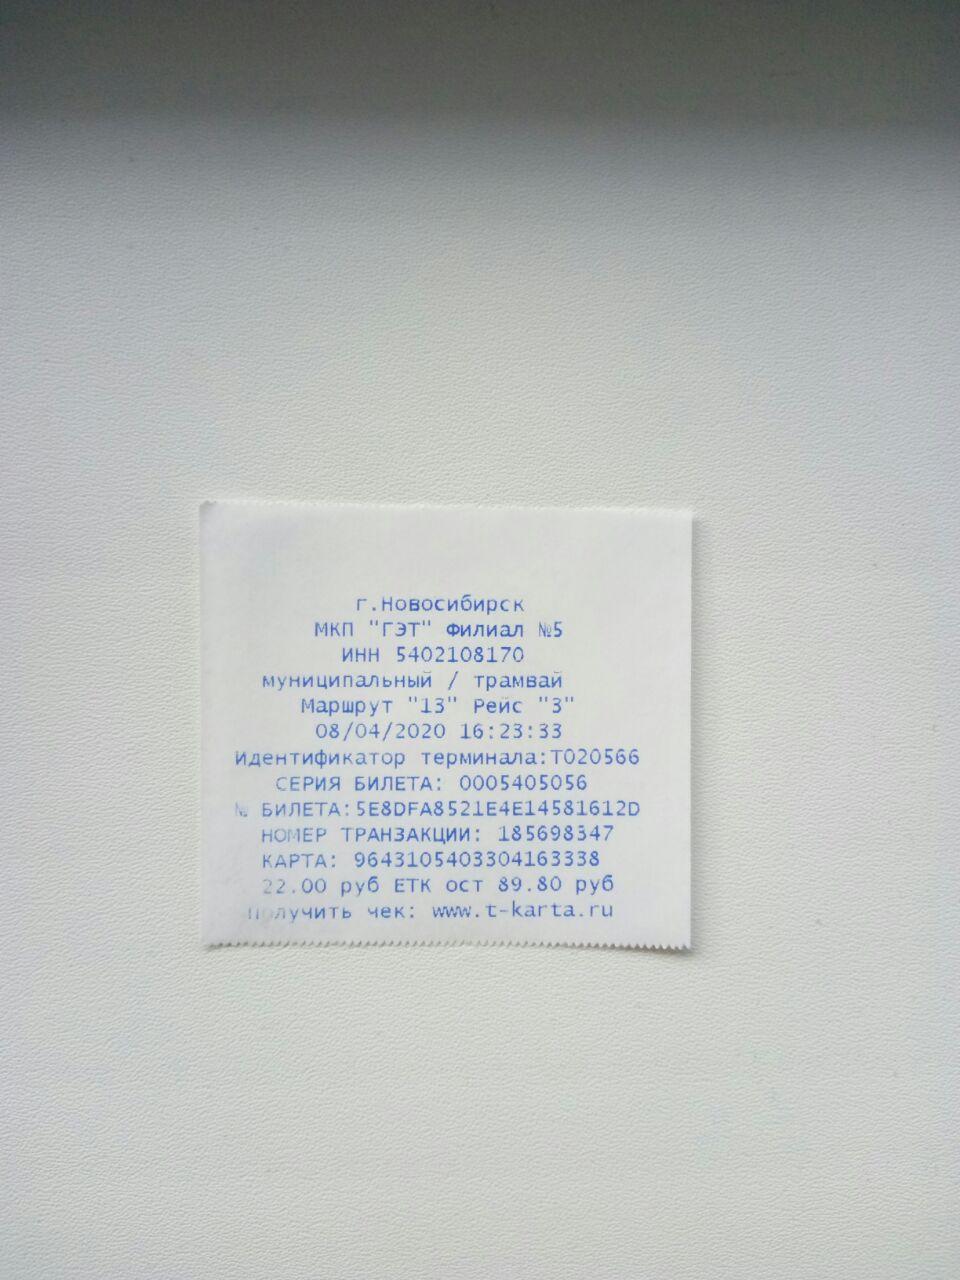 г.Новосибирск
МКП "ГЭТ" Филиал №5
ИНН 5402108170
муниципальный / трамвай
Маршрут "13" Рейс "3"
08/04/2020 16:23:33
Идентификатор терминала:Т020566
СЕРИЯ БИЛЕТА: 0005405056
№ БИЛЕТА:5E8DFA8521E4E14581612D
НОМЕР ТРАНЗАКЦИИ: 185698347
КАРТА: 9643105403304163338
22.00 руб ЕТК ост 89.80 руб
Получить чек: www.t-karta.ru